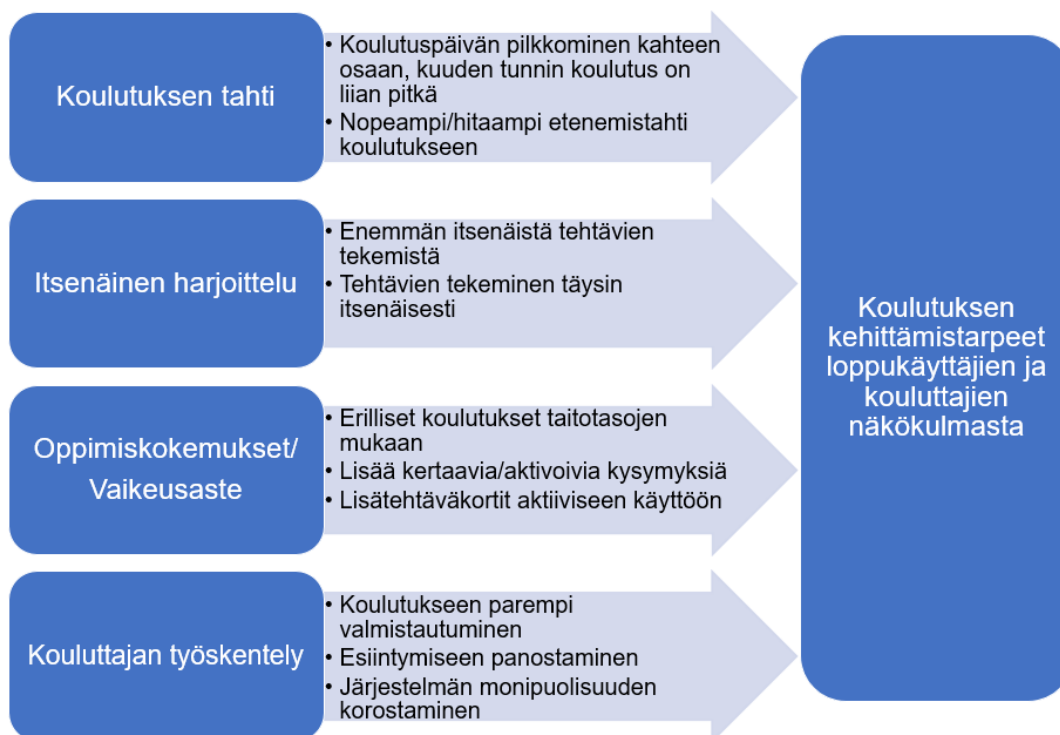 Koulutuksen tahti
• Koulutuspäivän pilkkominen kahteen
osaan, kuuden tunnin koulutus on
liian pitkä
• Nopeampi/hitaampi etenemistahti
koulutukseen
Itsenäinen harjoittelu
• Enemmän itsenäistä tehtävien
tekemistä
• Tehtävien tekeminen täysin
itsenäisesti
Oppimiskokemukset/
Vaikeusaste
• Erilliset koulutukset taitotasojen
mukaan
• Lisää kertaavia/aktivoivia kysymyksiä
• Lisätehtäväkortit aktiiviseen käyttöön
Kouluttajan työskentely
• Koulutukseen parempi
valmistautuminen
• Esiintymiseen panostaminen
• Järjestelmän monipuolisuuden
korostaminen
Koulutuksen
kehittämistarpeet
loppukäyttäjien ja
kouluttajien
näkökulmasta